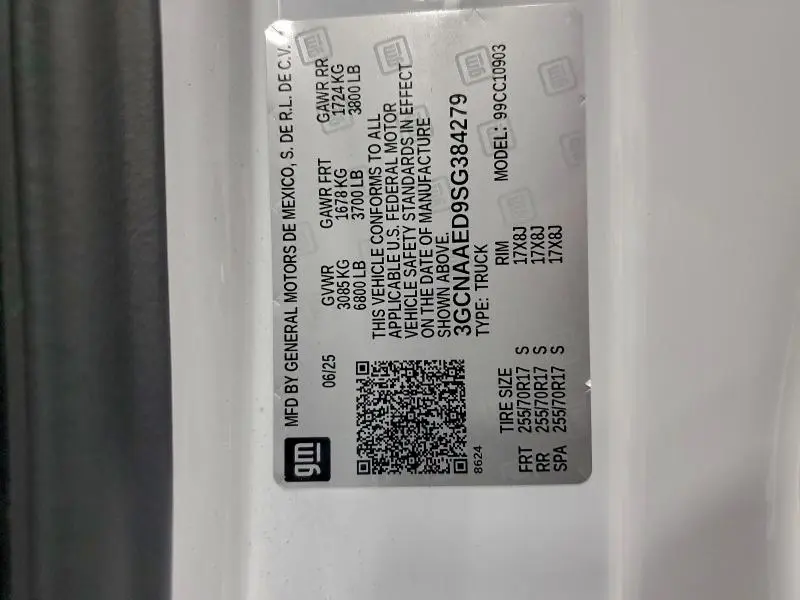 gm
MFD BY GENERAL MOTORS DE MEXICO, S. DE R.L. DE C.V.
06/25
GVWR GAWR FRT GAWR RR
3085 KG 1678 KG 1724 KG
6800 LB 3700 LB 3800 LB
THIS VEHICLE CONFORMS TO ALL
APPLICABLE U.S. FEDERAL MOTOR
VEHICLE SAFETY STANDARDS IN EFFECT
ON THE DATE OF MANUFACTURE
SHOWN ABOVE.
3GCNAAED9SG384279
TYPE: TRUCK
8624
MODEL: 99CC10903
TIRE SIZE RIM
FRT 255/70R17 S 17X8J
RR 255/70R17 S 17X8J
SPA 255/70R17 S 17X8J